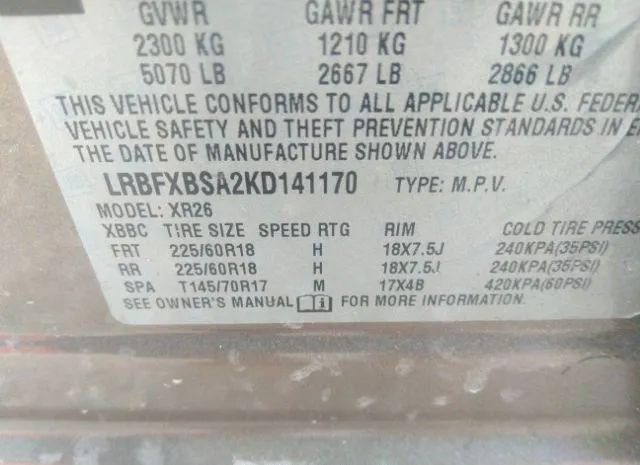 GVWR GAWR FRT GAWR RR
2300 KG 1210 KG 1300 KG
5070 LB 2667 LB 2866 LB
THIS VEHICLE CONFORMS TO ALL APPLICABLE U.S. FEDER
VEHICLE SAFETY AND THEFT PREVENTION STANDARDS IN E
THE DATE OF MANUFACTURE SHOWN ABOVE.
LRBFXBSA2KD141170 TYPE: M.P.V.
MODEL: XR26
XBBC TIRE SIZE SPEED RTG RIM COLD TIRE PRESS
FRT 225/60R18 H 18X7.5J 240KPA(35PSI)
RR 225/60R18 H 18X7.5J 240KPA(35PSI)
SPA T145/70R17 M 17X4B 420KPA(60PSI)
SEE OWNER'S MANUAL FOR MORE INFORMATION.